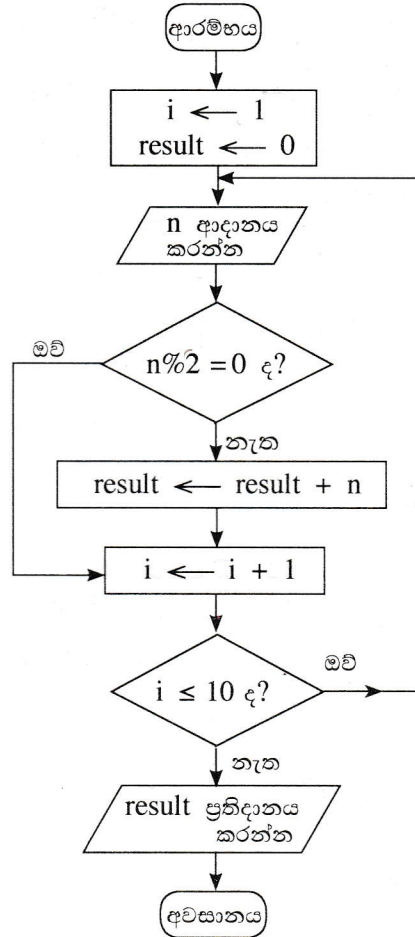 ආරම්භය
i ← 1
result ← 0
n ආදානය
කරන්න
ඔව්
n%2 = 0 ද?
නැත
result ← result + n
i ← i + 1
i ≤ 10 ද?
ඔව්
නැත
result ප්‍රතිදානය
කරන්න
අවසානය